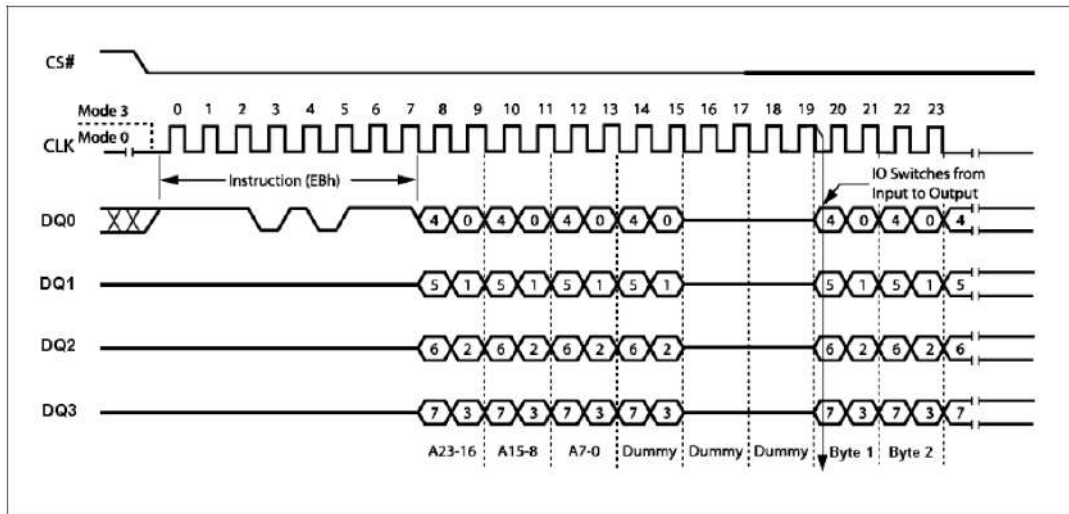 CS#
Mode 3
0 1 2 3 4 5 6 7 8 9 10 11 12 13 14 15 16 17 18 19 20 21 22 23
Mode 0
CLK
Instruction (EBh)
IO Switches from
Input to Output
DQ0 4 0 4 0 4 0 4 0 4 0 4 0 4
DQ1 5 1 5 1 5 1 5 1 5 1 5 1 5
DQ2 6 2 6 2 6 2 6 2 6 2 6 2 6
DQ3 7 3 7 3 7 3 7 3 7 3 7 3 7
A23-16 A15-8 A7-0 Dummy Dummy Dummy Byte 1 Byte 2